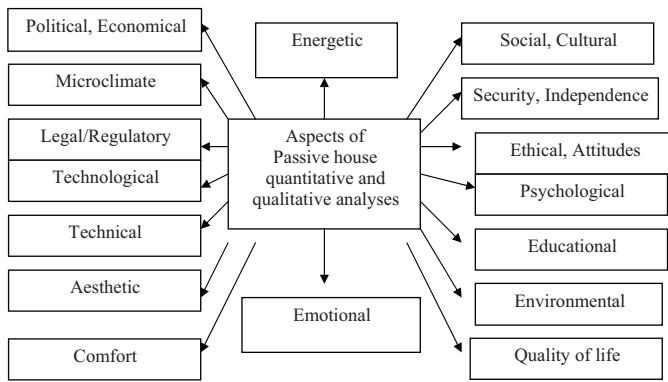 Political, Economical
Microclimate
Legal/Regulatory
Technological
Technical
Aesthetic
Comfort
Energetic
Aspects of
Passive house
quantitative and
qualitative analyses
Emotional
Social, Cultural
Security, Independence
Ethical, Attitudes
Psychological
Educational
Environmental
Quality of life